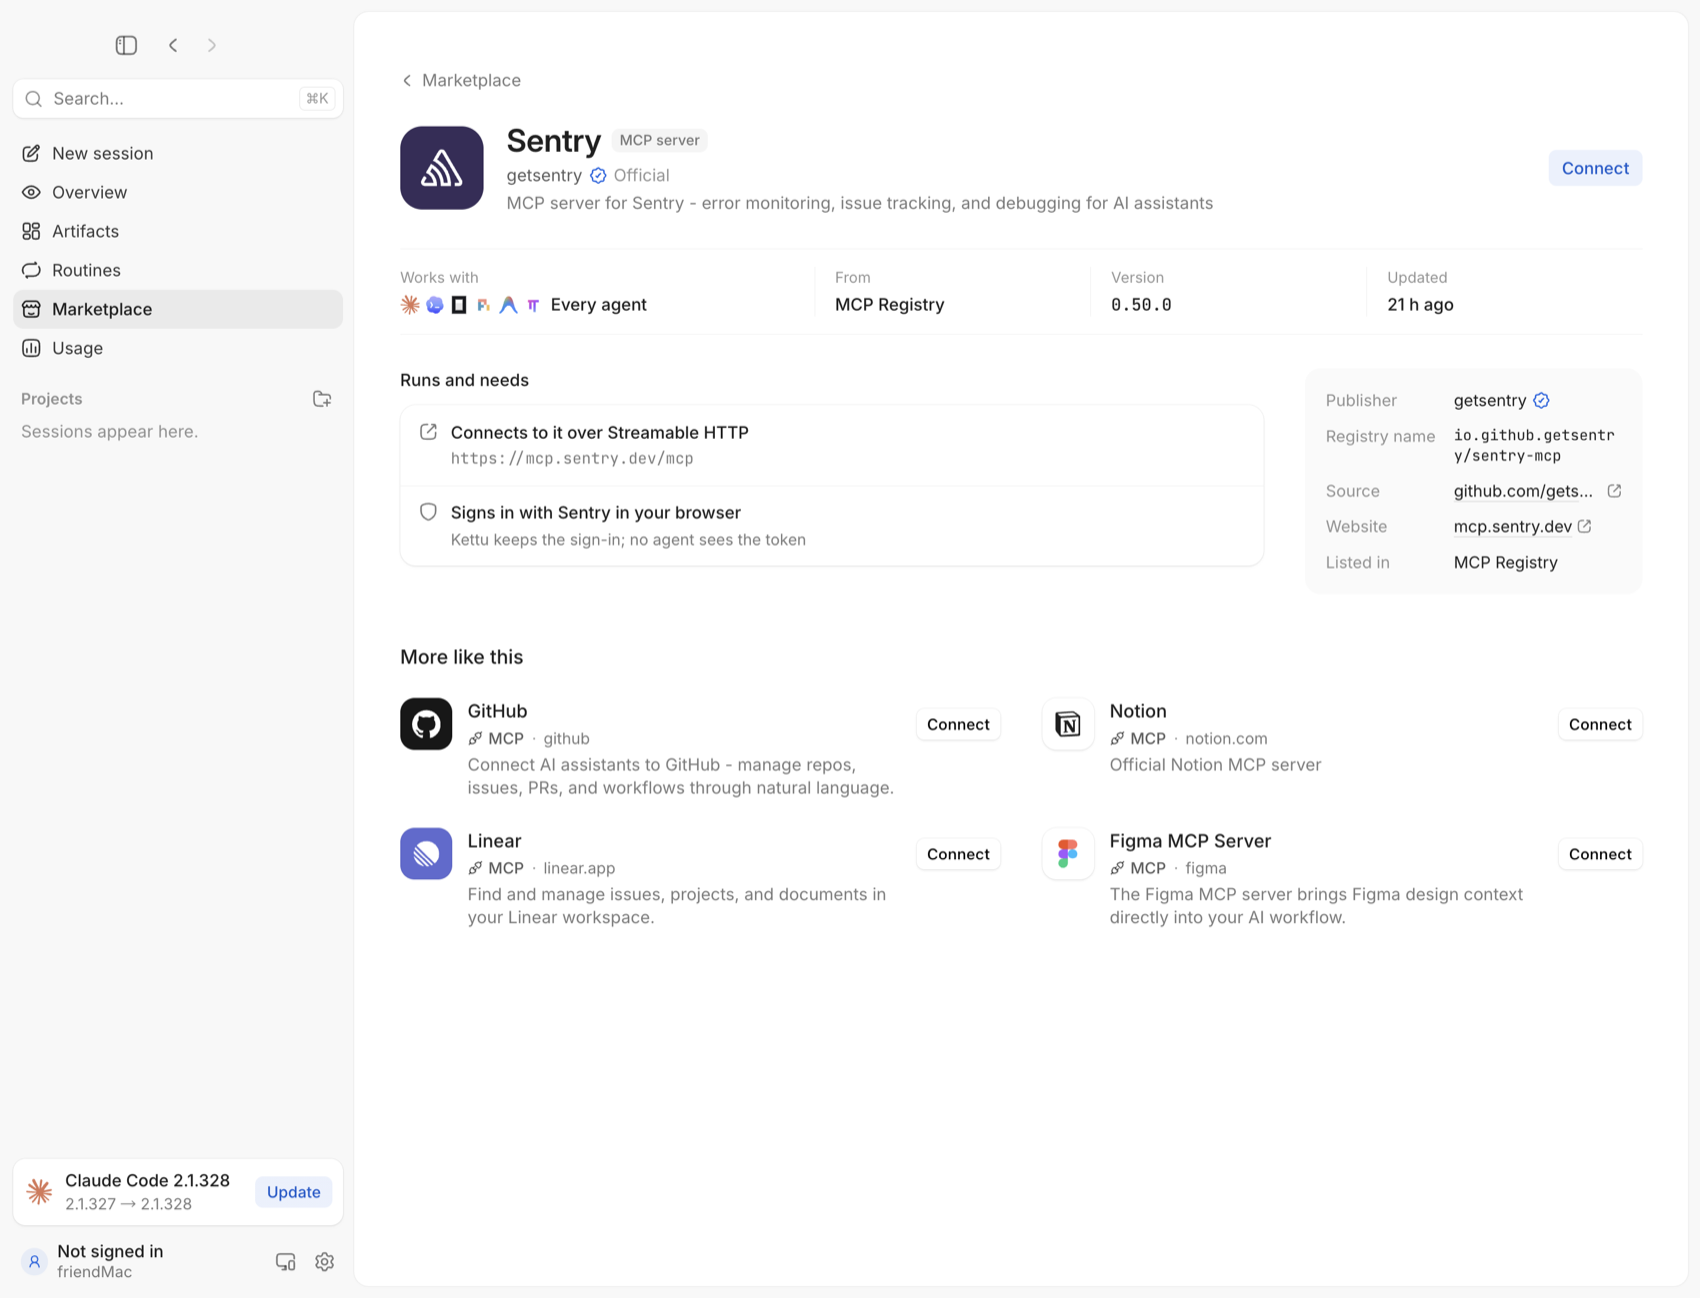 Search...
⌘K
New session
Overview
Artifacts
Routines
Marketplace
Usage
Projects
Sessions appear here.
Claude Code 2.1.328
2.1.327 → 2.1.328
Update
Not signed in
friendMac
Marketplace
Sentry
MCP server
getsentry
Official
MCP server for Sentry - error monitoring, issue tracking, and debugging for AI assistants
Connect
Works with
Every agent
From
MCP Registry
Version
0.50.0
Updated
21 h ago
Runs and needs
Connects to it over Streamable HTTP
https://mcp.sentry.dev/mcp
Signs in with Sentry in your browser
Kettu keeps the sign-in; no agent sees the token
Publisher
getsentry
Registry name
io.github.getsentr
y/sentry-mcp
Source
github.com/gets...
Website
mcp.sentry.dev
Listed in
MCP Registry
More like this
GitHub
MCP · github
Connect AI assistants to GitHub - manage repos,
issues, PRs, and workflows through natural language.
Connect
Notion
MCP · notion.com
Official Notion MCP server
Connect
Linear
MCP · linear.app
Find and manage issues, projects, and documents in
your Linear workspace.
Connect
Figma MCP Server
MCP · figma
The Figma MCP server brings Figma design context
directly into your AI workflow.
Connect